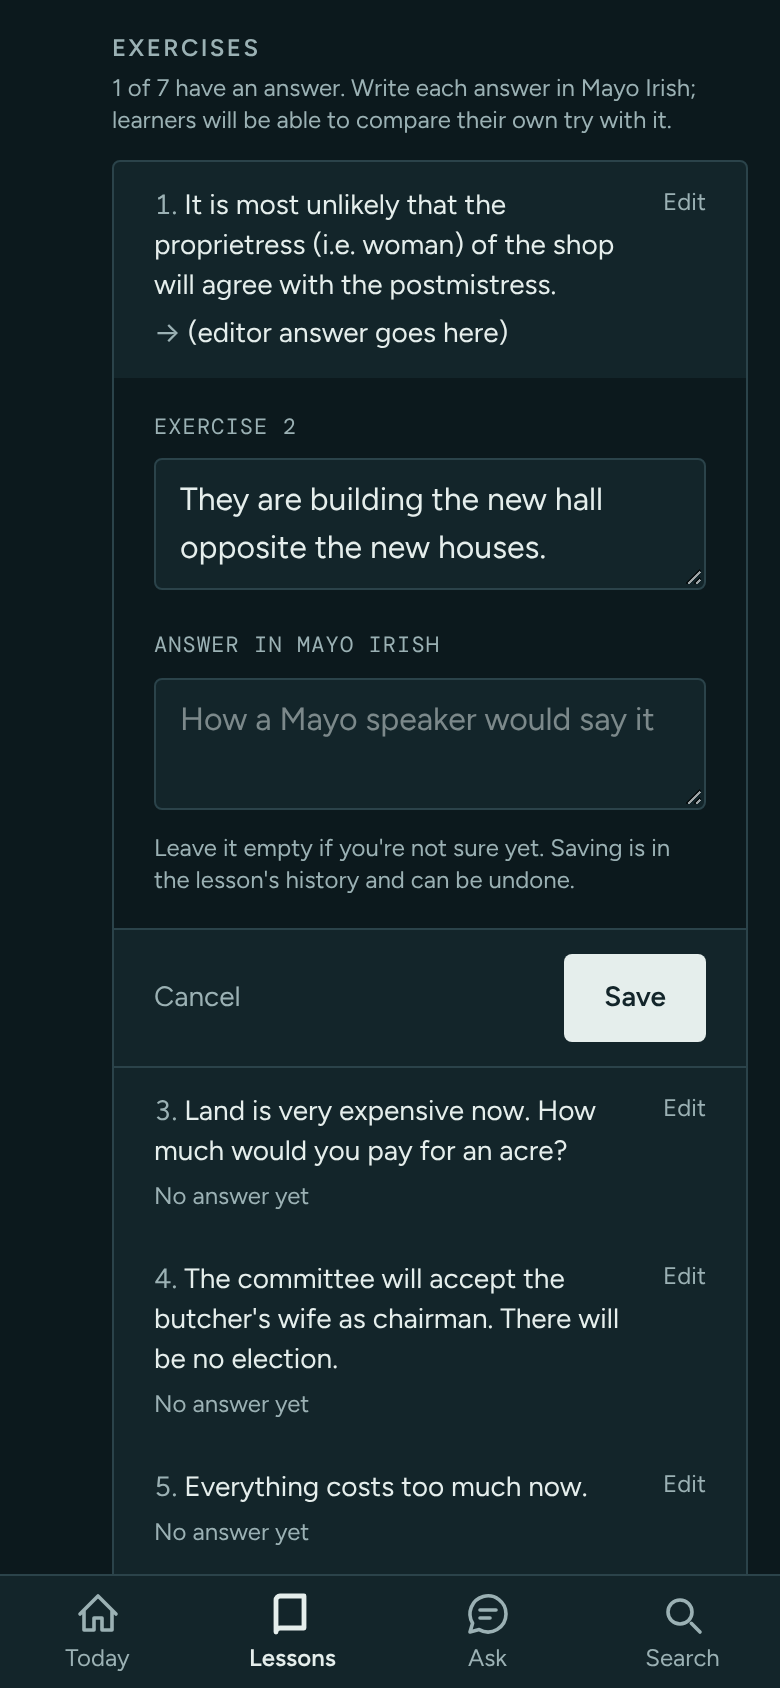 EXERCISES
1 of 7 have an answer. Write each answer in Mayo Irish;
learners will be able to compare their own try with it.
1. It is most unlikely that the
proprietress (i.e. woman) of the shop
will agree with the postmistress.
→ (editor answer goes here)
Edit
EXERCISE 2
They are building the new hall
opposite the new houses.
ANSWER IN MAYO IRISH
How a Mayo speaker would say it
Leave it empty if you're not sure yet. Saving is in
the lesson's history and can be undone.
Cancel
Save
3. Land is very expensive now. How
much would you pay for an acre?
No answer yet
Edit
4. The committee will accept the
butcher's wife as chairman. There will
be no election.
No answer yet
Edit
5. Everything costs too much now.
No answer yet
Edit
Today
Lessons
Ask
Search